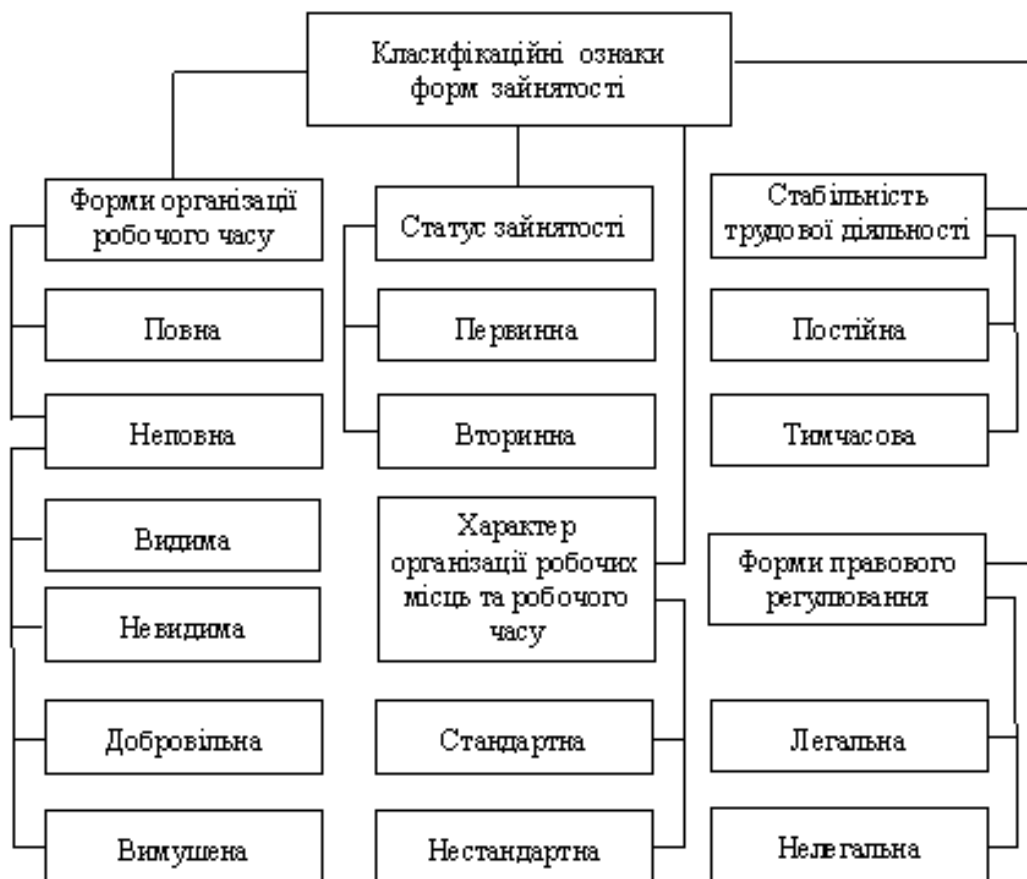 Класифікаційні ознаки
форм зайнятості
Форми організації
робочого часу
Повна
Неповна
Видима
Невидима
Добровільна
Вимушена
Статус зайнятості
Первинна
Вторинна
Характер
організації робочих
місць та робочого
часу
Стандартна
Нестандартна
Стабільність
трудової діяльності
Постійна
Тимчасова
Форми правового
регулювання
Легальна
Нелегальна